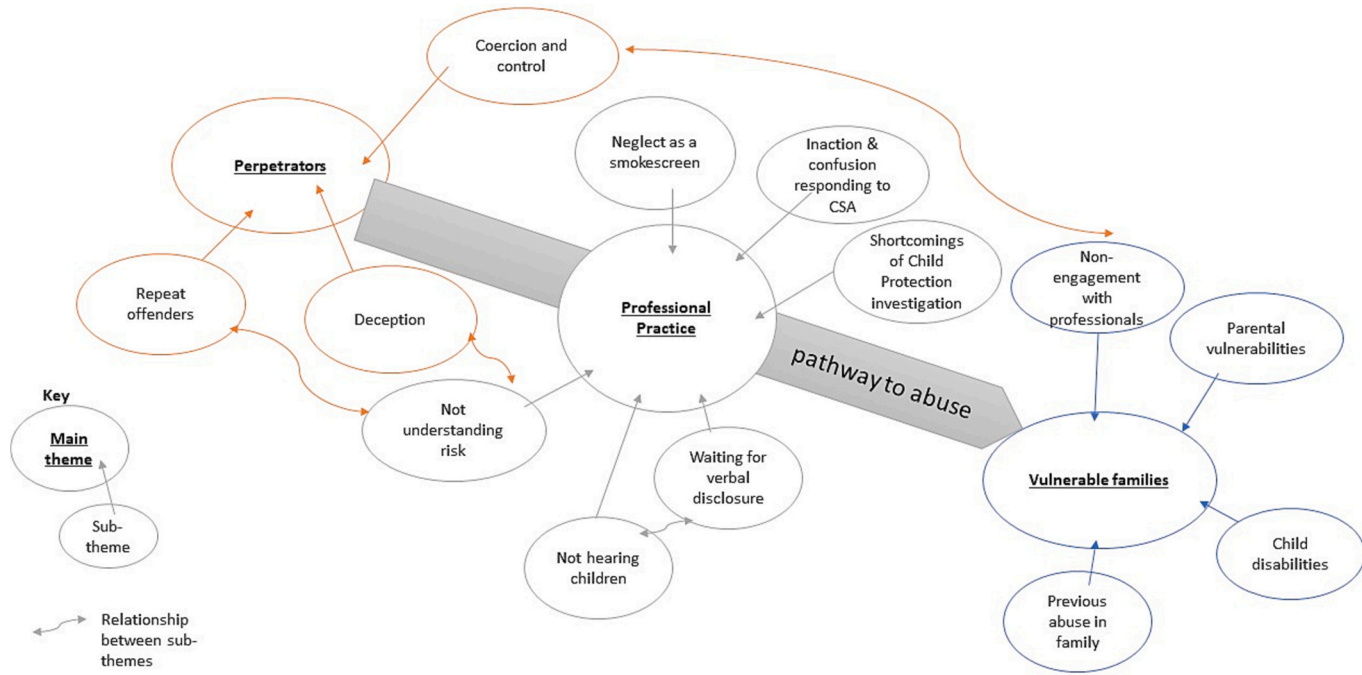 Coercion and
control
Perpetrators
Neglect as a
smokescreen
Inaction &
confusion
responding to
CSA
Shortcomings
of Child
Protection
investigation
Repeat
offenders
Deception
Professional
Practice
Non-
engagement
with
professionals
Parental
vulnerabilities
pathway to abuse
Key
Main
theme
Sub-
theme
Not
understanding
risk
Waiting for
verbal
disclosure
Vulnerable families
Not hearing
children
Child
disabilities
Previous
abuse in
family
Relationship
between sub-
themes